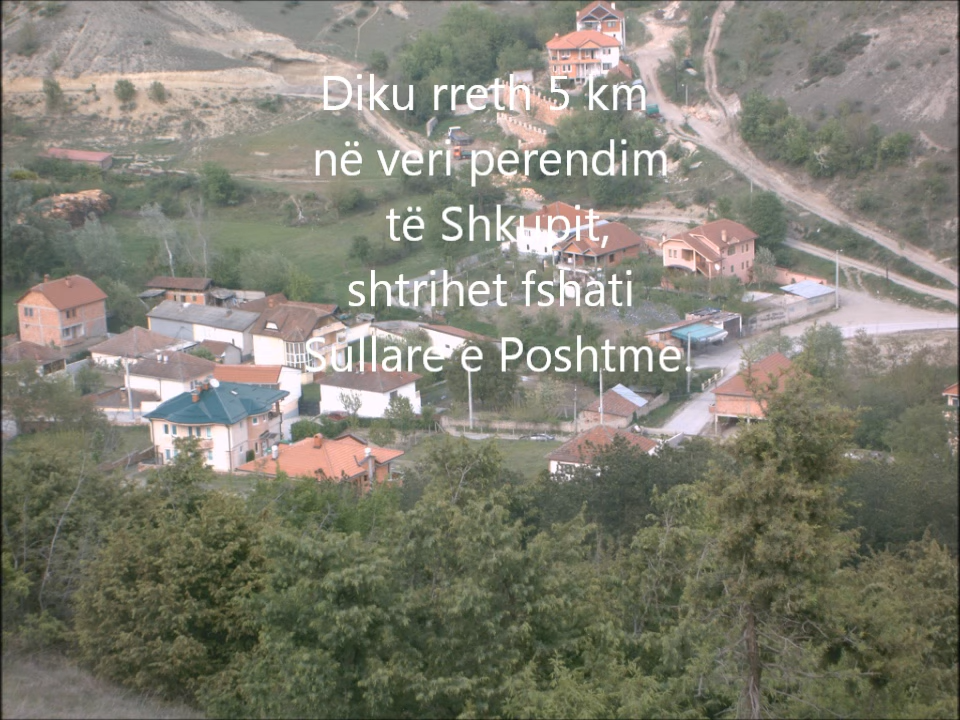 Diku rreth 5 km
në veri perendim
të Shkupit,
shtrihet fshati
Sullare e Poshtme.